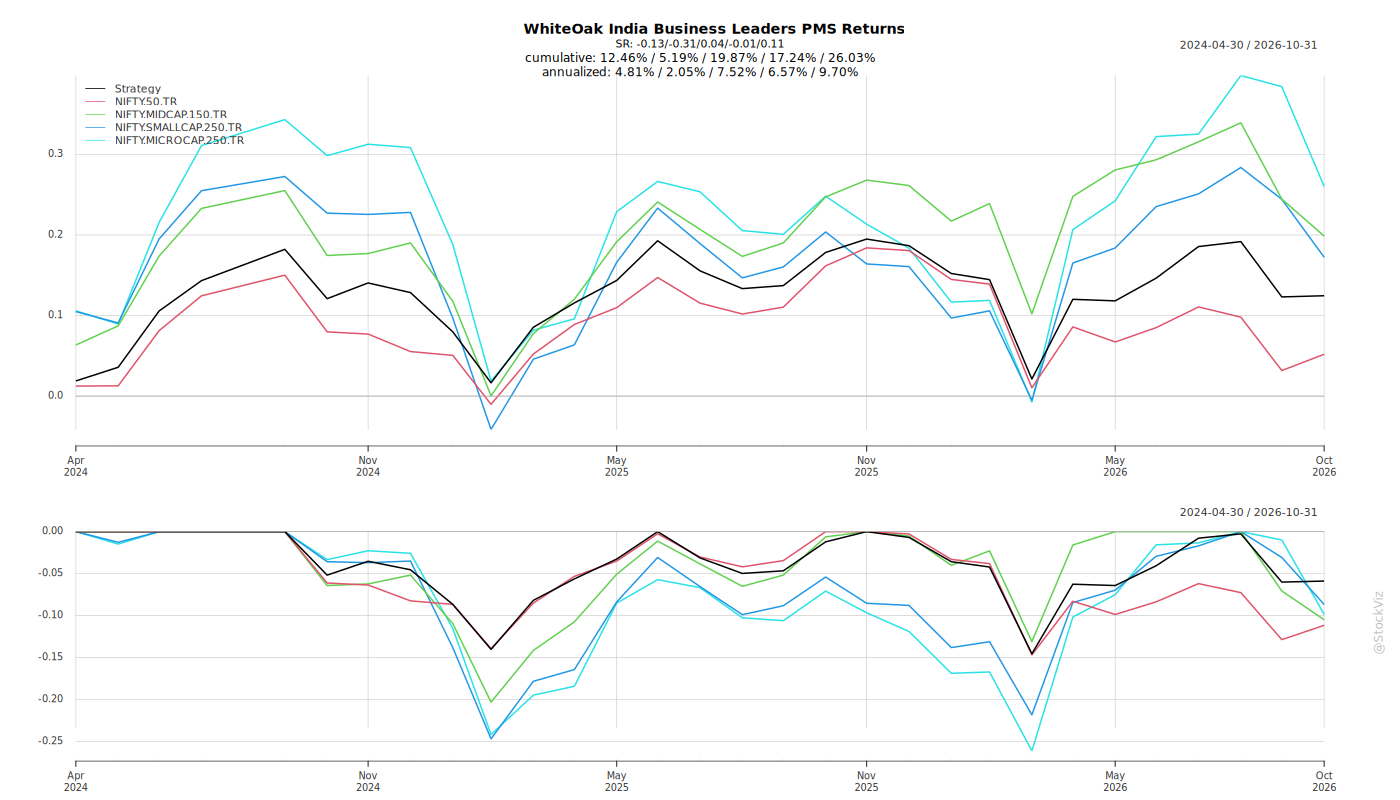 WhiteOak India Business Leaders PMS Returns
SR: -0.13/-0.31/0.04/-0.01/0.11
cumulative: 12.46% / 5.19% / 19.87% / 17.24% / 26.03%
annualized: 4.81% / 2.05% / 7.52% / 6.57% / 9.70%
2024-04-30 / 2026-10-31
Strategy
NIFTY.50.TR
NIFTY.MIDCAP.150.TR
NIFTY.SMALLCAP.250.TR
NIFTY.MICROCAP.250.TR
0.3
0.2
0.1
0.0
Apr 2024
Nov 2024
May 2025
Nov 2025
May 2026
Oct 2026
2024-04-30 / 2026-10-31
0.00
-0.05
-0.10
-0.15
-0.20
-0.25
Apr 2024
Nov 2024
May 2025
Nov 2025
May 2026
Oct 2026
@StockViz